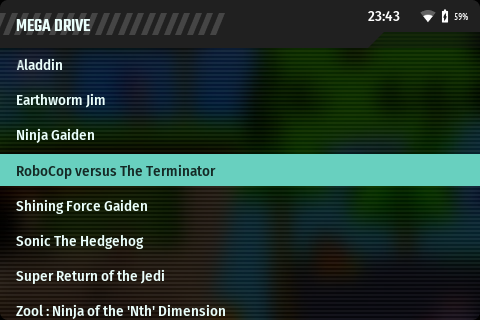 MEGA DRIVE
23:43
59%
Aladdin
Earthworm Jim
Ninja Gaiden
RoboCop versus The Terminator
Shining Force Gaiden
Sonic The Hedgehog
Super Return of the Jedi
Zool : Ninja of the 'Nth' Dimension